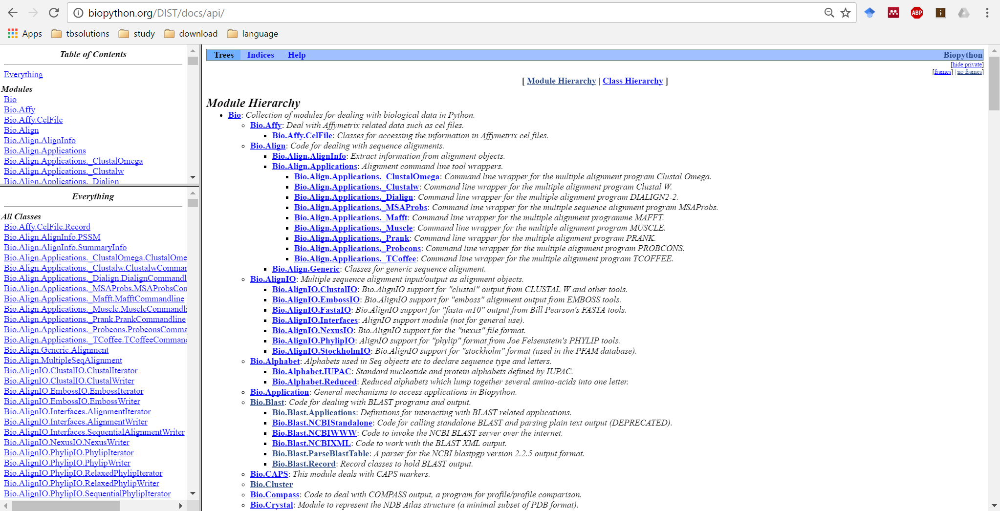 biopython.org/DIST/docs/api/
ABP
Apps tbsolutions study download language
Table of Contents
Everything
Modules
Bio
Bio.Affy
Bio.Affy.CelFile
Bio.Align
Bio.Align.AlignInfo
Bio.Align.Applications
Bio.Align.Applications._ClustalOmega
Bio.Align.Applications._Clustalw
Bio.Align.Applications._Dialign
Everything
All Classes
Bio.Affy.CelFile.Record
Bio.Align.AlignInfo.PSSM
Bio.Align.AlignInfo.SummaryInfo
Bio.Align.Applications._ClustalOmega.ClustalOme
Bio.Align.Applications._Clustalw.ClustalwCommar
Bio.Align.Applications._Dialign.DialignCommandl
Bio.Align.Applications._MSAProbs.MSAProbsCon
Bio.Align.Applications._Mafft.MafftCommandline
Bio.Align.Applications._Muscle.MuscleCommandli
Bio.Align.Applications._Prank.PrankCommandline
Bio.Align.Applications._Probcons.ProbconsComma
Bio.Align.Applications._TCoffee.TCoffeeCommand
Bio.Align.Generic.Alignment
Bio.Align.MultipleSeqAlignment
Bio.AlignIO.ClustalIO.ClustalIterator
Bio.AlignIO.ClustalIO.ClustalWriter
Bio.AlignIO.EmbossIO.EmbossIterator
Bio.AlignIO.EmbossIO.EmbossWriter
Bio.AlignIO.Interfaces.AlignmentIterator
Bio.AlignIO.Interfaces.AlignmentWriter
Bio.AlignIO.Interfaces.SequentialAlignmentWriter
Bio.AlignIO.NexusIO.NexusWriter
Bio.AlignIO.PhylipIO.PhylipIterator
Bio.AlignIO.PhylipIO.PhylipWriter
Bio.AlignIO.PhylipIO.RelaxedPhylipIterator
Bio.AlignIO.PhylipIO.RelaxedPhylipWriter
Bio.AlignIO.PhylipIO.SequentialPhylipIterator
Trees Indices Help Biopython
[hide private]
[frames] | no frames]
[ Module Hierarchy | Class Hierarchy ]
Module Hierarchy
Bio: Collection of modules for dealing with biological data in Python.
Bio.Affy: Deal with Affymetrix related data such as cel files.
Bio.Affy.CelFile: Classes for accessing the information in Affymetrix cel files.
Bio.Align: Code for dealing with sequence alignments.
Bio.Align.AlignInfo: Extract information from alignment objects.
Bio.Align.Applications: Alignment command line tool wrappers.
Bio.Align.Applications._ClustalOmega: Command line wrapper for the multiple alignment program Clustal Omega.
Bio.Align.Applications._Clustalw: Command line wrapper for the multiple alignment program Clustal W.
Bio.Align.Applications._Dialign: Command line wrapper for the multiple alignment program DIALIGN2-2.
Bio.Align.Applications._MSAProbs: Command line wrapper for the multiple sequence alignment program MSAProbs.
Bio.Align.Applications._Mafft: Command line wrapper for the multiple alignment programme MAFFT.
Bio.Align.Applications._Muscle: Command line wrapper for the multiple alignment program MUSCLE.
Bio.Align.Applications._Prank: Command line wrapper for the multiple alignment program PRANK.
Bio.Align.Applications._Probcons: Command line wrapper for the multiple alignment program PROBCONS.
Bio.Align.Applications._TCoffee: Command line wrapper for the multiple alignment program TCOFFEE.
Bio.Align.Generic: Classes for generic sequence alignment.
Bio.AlignIO: Multiple sequence alignment input/output as alignment objects.
Bio.AlignIO.ClustalIO: Bio.AlignIO support for "clustal" output from CLUSTAL W and other tools.
Bio.AlignIO.EmbossIO: Bio.AlignIO support for "emboss" alignment output from EMBOSS tools.
Bio.AlignIO.FastaIO: Bio.AlignIO support for "fasta-m10" output from Bill Pearson's FASTA tools.
Bio.AlignIO.Interfaces: AlignIO support module (not for general use).
Bio.AlignIO.NexusIO: Bio.AlignIO support for the "nexus" file format.
Bio.AlignIO.PhylipIO: AlignIO support for "phylip" format from Joe Felsenstein's PHYLIP tools.
Bio.AlignIO.StockholmIO: Bio.AlignIO support for "stockholm" format (used in the PFAM database).
Bio.Alphabet: Alphabets used in Seq objects etc to declare sequence type and letters.
Bio.Alphabet.IUPAC: Standard nucleotide and protein alphabets defined by IUPAC.
Bio.Alphabet.Reduced: Reduced alphabets which lump together several amino-acids into one letter.
Bio.Application: General mechanisms to access applications in Biopython.
Bio.Blast: Code for dealing with BLAST programs and output.
Bio.Blast.Applications: Definitions for interacting with BLAST related applications.
Bio.Blast.NCBIStandalone: Code for calling standalone BLAST and parsing plain text output (DEPRECATED).
Bio.Blast.NCBIWWW: Code to invoke the NCBI BLAST server over the internet.
Bio.Blast.NCBIXML: Code to work with the BLAST XML output.
Bio.Blast.ParseBlastTable: A parser for the NCBI blastpgp version 2.2.5 output format.
Bio.Blast.Record: Record classes to hold BLAST output.
Bio.CAPS: This module deals with CAPS markers.
Bio.Cluster
Bio.Compass: Code to deal with COMPASS output, a program for profile/profile comparison.
Bio.Crystal: Module to represent the NDB Atlas structure (a minimal subset of PDB format).